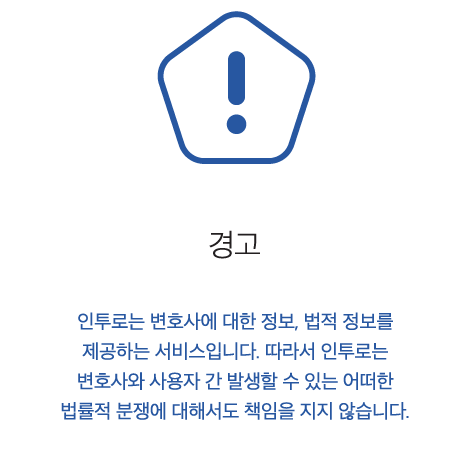 경고
인투로는 변호사에 대한 정보, 법적 정보를
제공하는 서비스입니다. 따라서 인투로는
변호사와 사용자 간 발생할 수 있는 어떠한
법률적 분쟁에 대해서도 책임을 지지 않습니다.